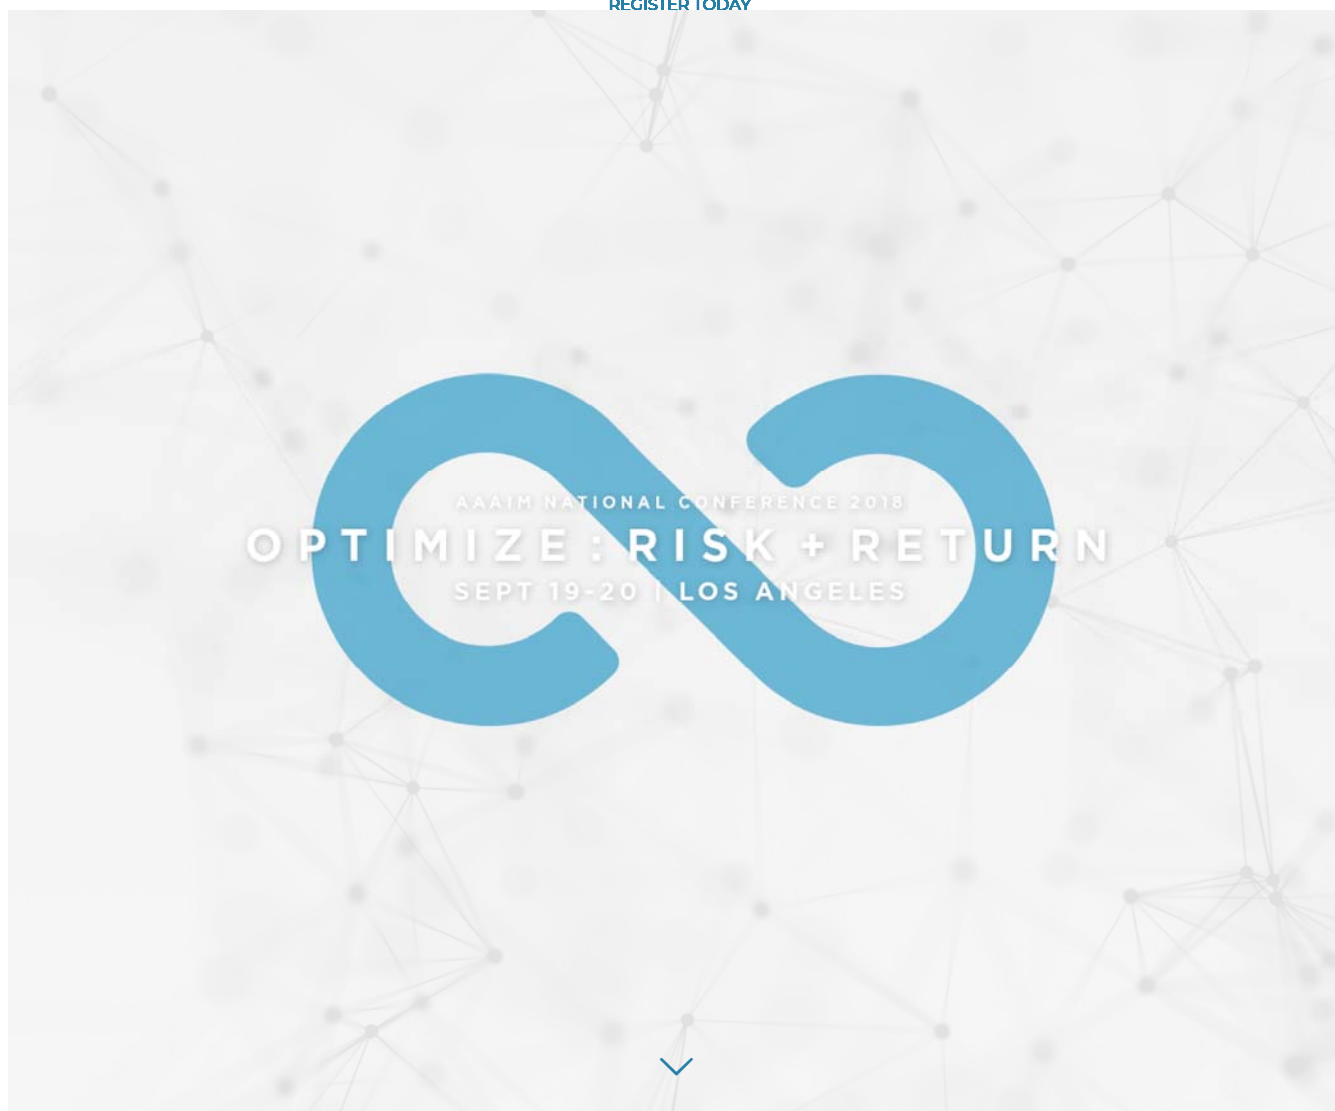 REGISTER TODAY
AAAIM NATIONAL CONFERENCE 2018
OPTIMIZE : RISK + RETURN
SEPT 19-20 | LOS ANGELES